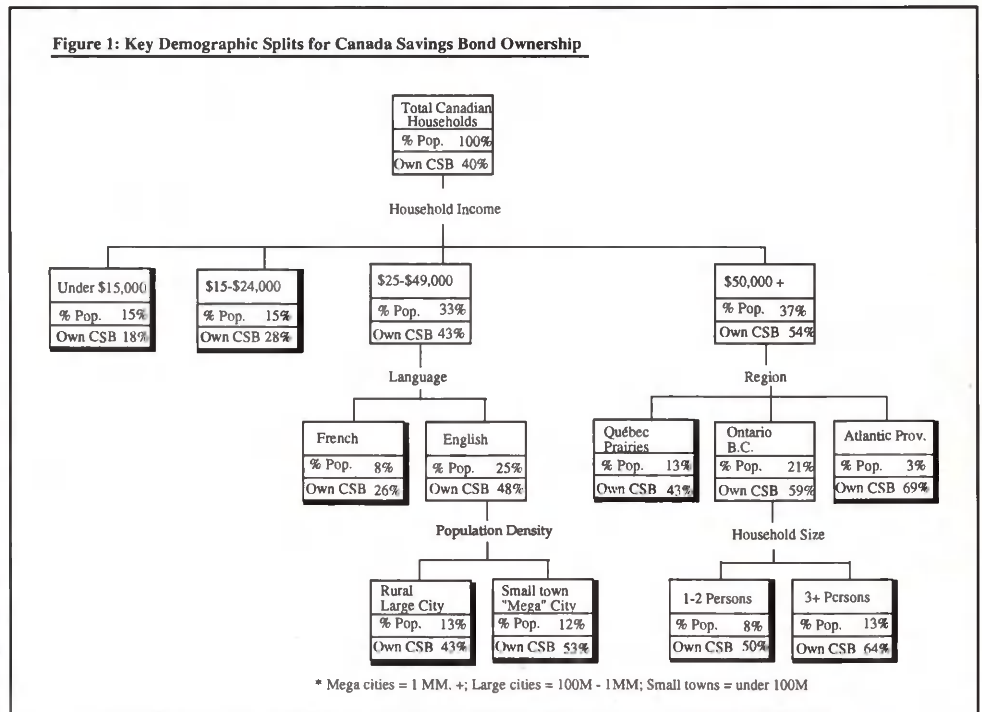 Figure 1: Key Demographic Splits for Canada Savings Bond Ownership
Total Canadian
Households
% Pop. 100%
Own CSB 40%
Household Income
Under $15,000
% Pop. 15%
Own CSB 18%
$15-$24,000
% Pop. 15%
Own CSB 28%
$25-$49,000
% Pop. 33%
Own CSB 43%
$50,000 +
% Pop. 37%
Own CSB 54%
Language
Region
French
% Pop. 8%
Own CSB 26%
English
% Pop. 25%
Own CSB 48%
Québec
Prairies
% Pop. 13%
Own CSB 43%
Ontario
B.C.
% Pop. 21%
Own CSB 59%
Atlantic Prov.
% Pop. 3%
Own CSB 69%
Population Density
Household Size
Rural
Large City
% Pop. 13%
Own CSB 43%
Small town
"Mega" City
% Pop. 12%
Own CSB 53%
1-2 Persons
% Pop. 8%
Own CSB 50%
3+ Persons
% Pop. 13%
Own CSB 64%
* Mega cities = 1 MM. +; Large cities = 100M - 1MM; Small towns = under 100M